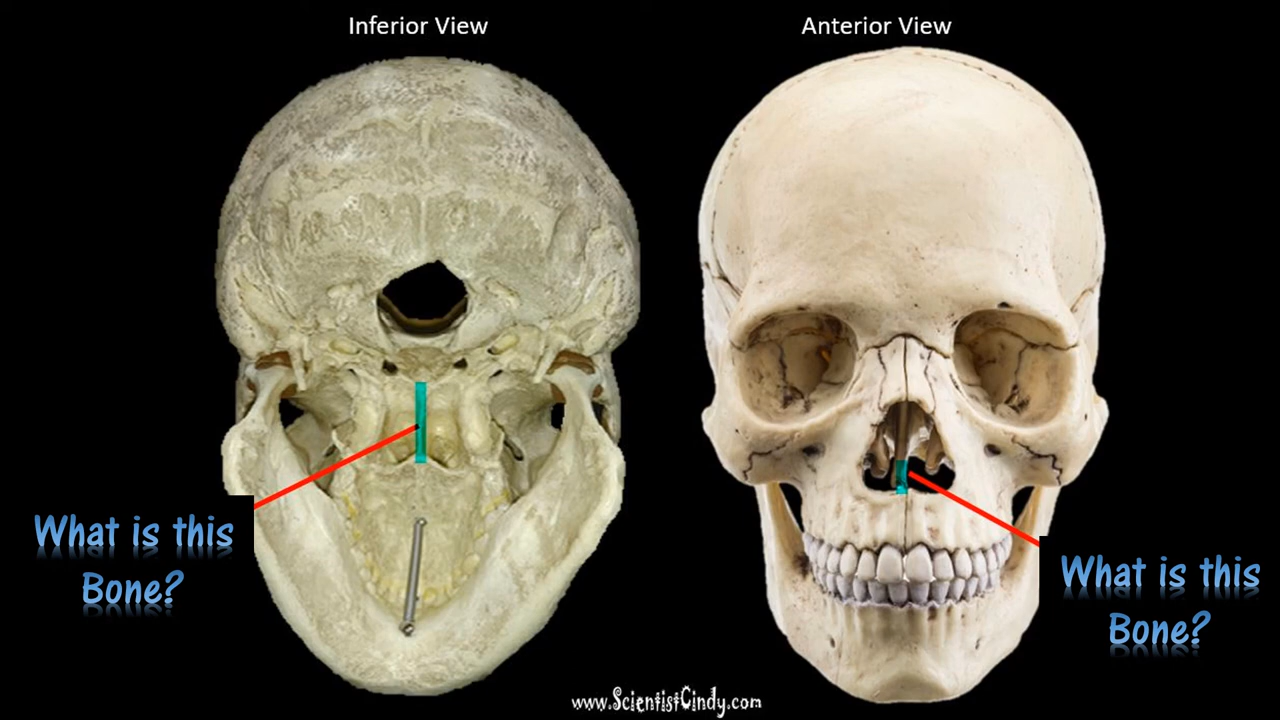 Inferior View
Anterior View
What is this
Bone?
What is this
Bone?
www.ScientistCindy.com